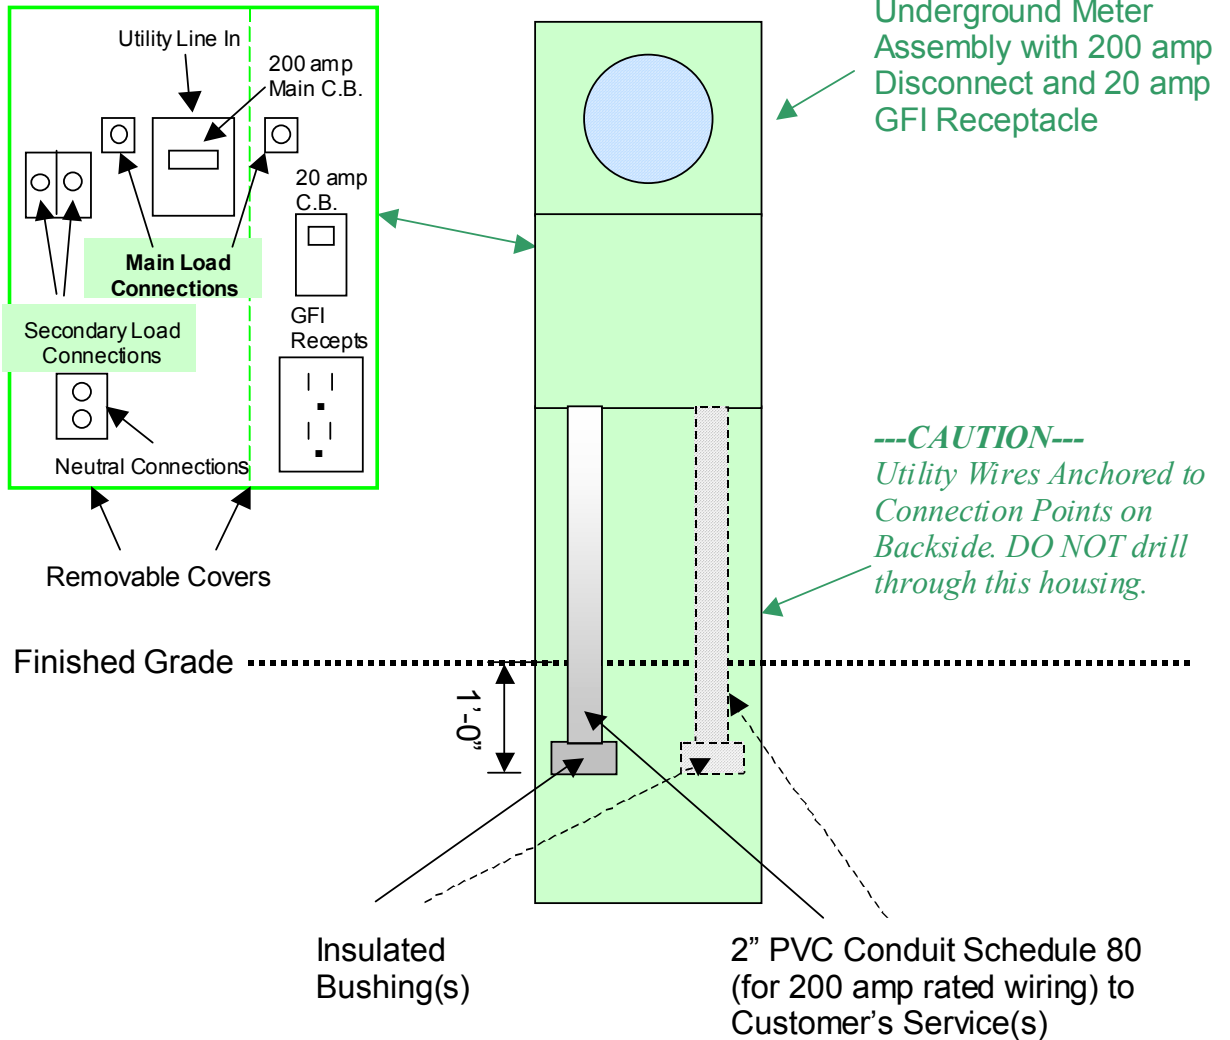 Utility Line In
200 amp
Main C.B.
20 amp
C.B.
Main Load
Connections
GFI
Recepts
Secondary Load
Connections
Neutral Connections
Removable Covers
Underground Meter
Assembly with 200 amp
Disconnect and 20 amp
GFI Receptacle
---CAUTION---
Utility Wires Anchored to
Connection Points on
Backside. DO NOT drill
through this housing.
Finished Grade
1'-0"
Insulated
Bushing(s)
2” PVC Conduit Schedule 80
(for 200 amp rated wiring) to
Customer’s Service(s)